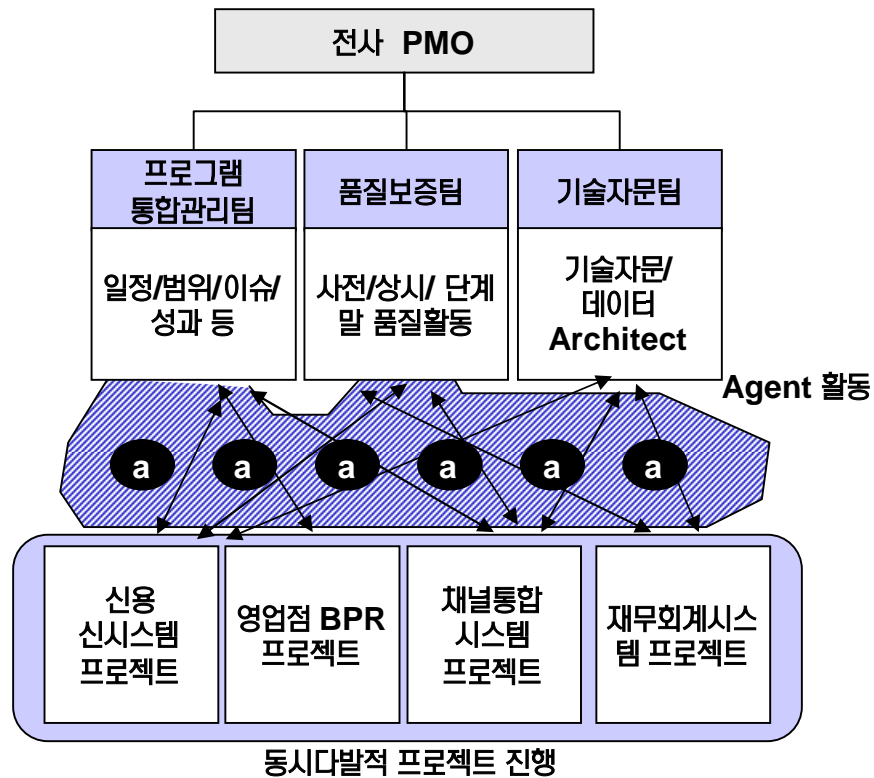 전사 PMO
프로그램
통합관리팀
품질보증팀
기술자문팀
일정/범위/이슈/
성과 등
사전/상시/ 단계
말 품질활동
기술자문/
데이터
Architect
Agent 활동
a a a a a a
신용
신시스템
프로젝트
영업점 BPR
프로젝트
채널통합
시스템
프로젝트
재무회계시스
템 프로젝트
동시다발적 프로젝트 진행